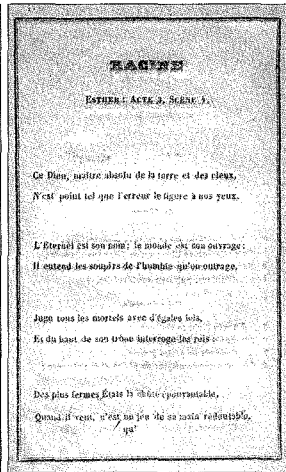 RACINE
ESTHER : ACTE 3, SCÈNE 4.
Ce Dieu, maître absolu de la terre et des cieux,
N'est point tel que l'erreur le figure à nos yeux.
L'Éternel est son nom; le monde est son ouvrage;
Il entend les soupirs de l'humble qu'on outrage,
Juge tous les mortels avec d'égales lois,
Et du haut de son trône interroge les rois :
Des plus fermes États la chute épouvantable,
Quand il veut, n'est un jeu de sa main redoutable.
qu'